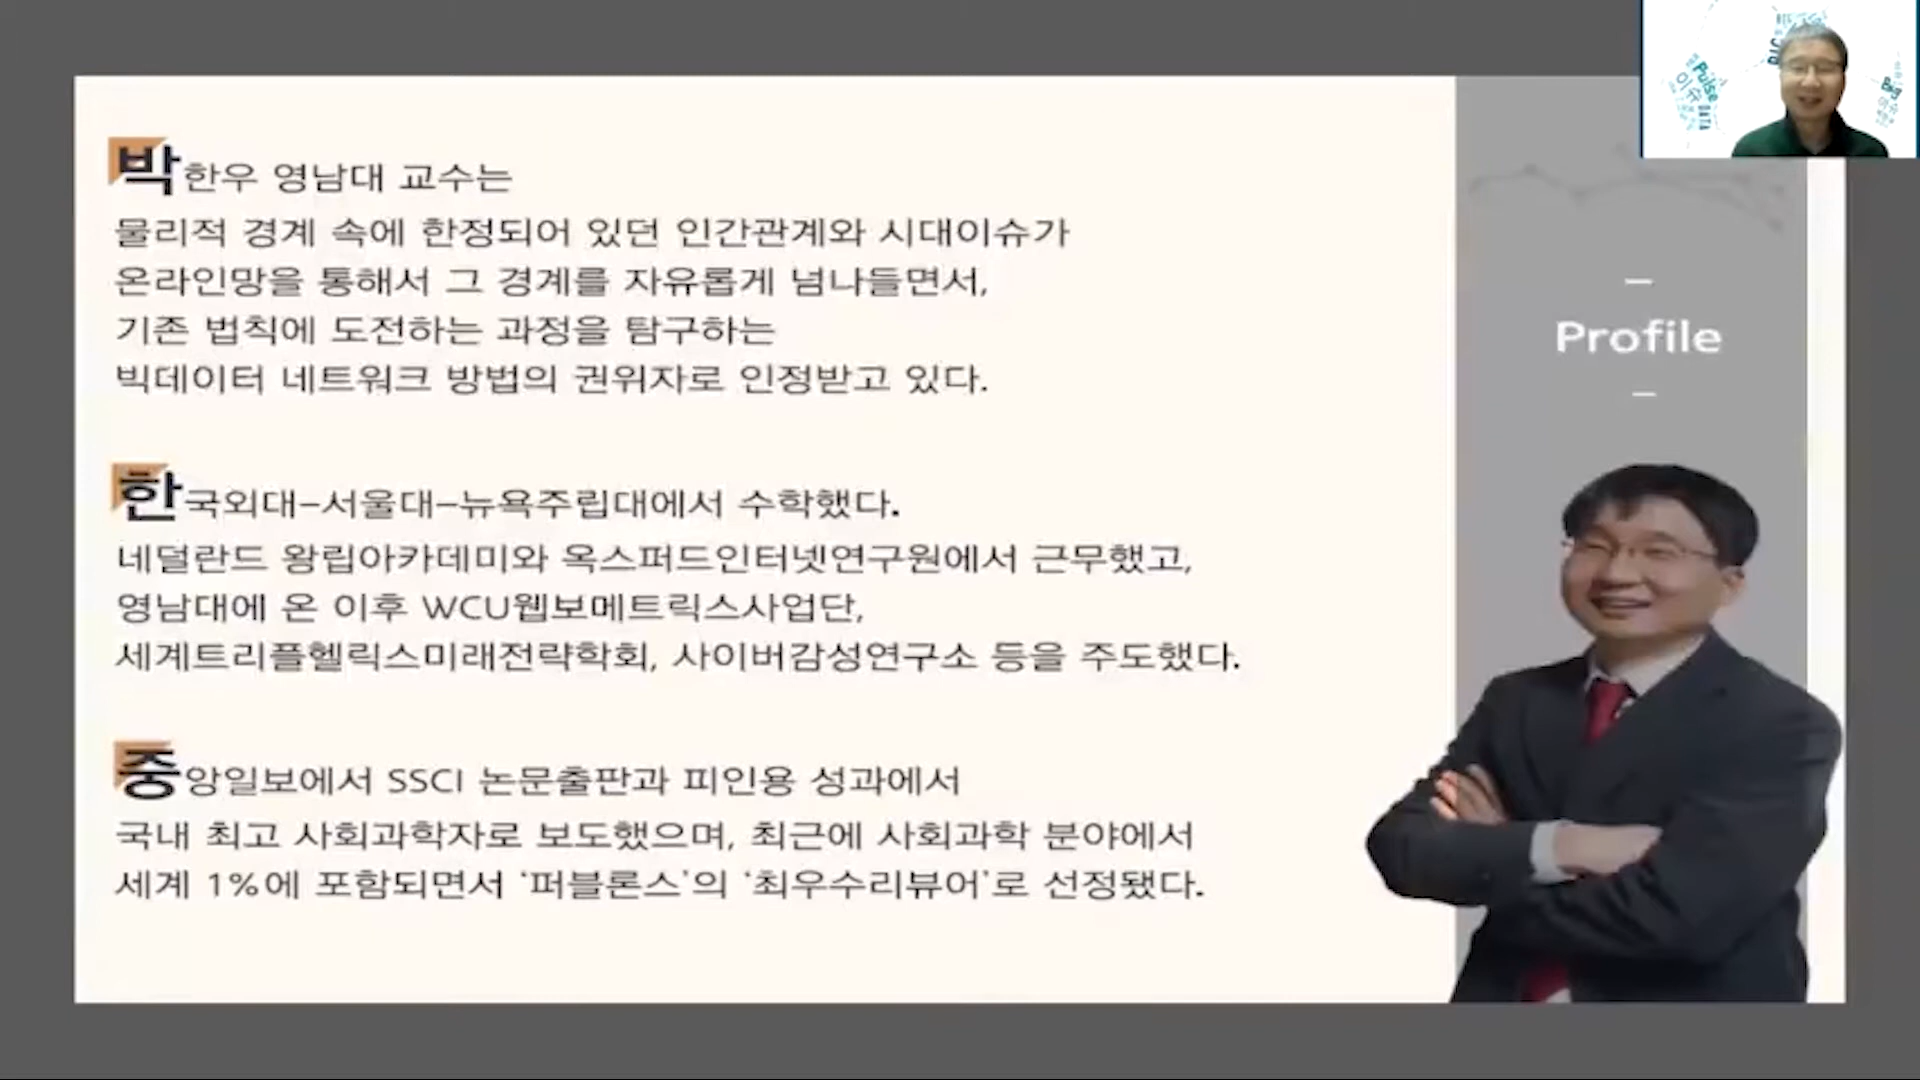 박한우 영남대 교수는
물리적 경계 속에 한정되어 있던 인간관계와 시대이슈가
온라인망을 통해서 그 경계를 자유롭게 넘나들면서,
기존 법칙에 도전하는 과정을 탐구하는
빅데이터 네트워크 방법의 권위자로 인정받고 있다.
한국외대-서울대-뉴욕주립대에서 수학했다.
네덜란드 왕립아카데미와 옥스퍼드인터넷연구원에서 근무했고,
영남대에 온 이후 WCU웹보메트릭스사업단,
세계트리플헬릭스미래전략학회, 사이버감성연구소 등을 주도했다.
중앙일보에서 SSCI 논문출판과 피인용 성과에서
국내 최고 사회과학자로 보도했으며, 최근에 사회과학 분야에서
세계 1%에 포함되면서 ‘퍼블론스’의 ‘최우수리뷰어’로 선정됐다.
Profile
Pulse
이슈
DATA